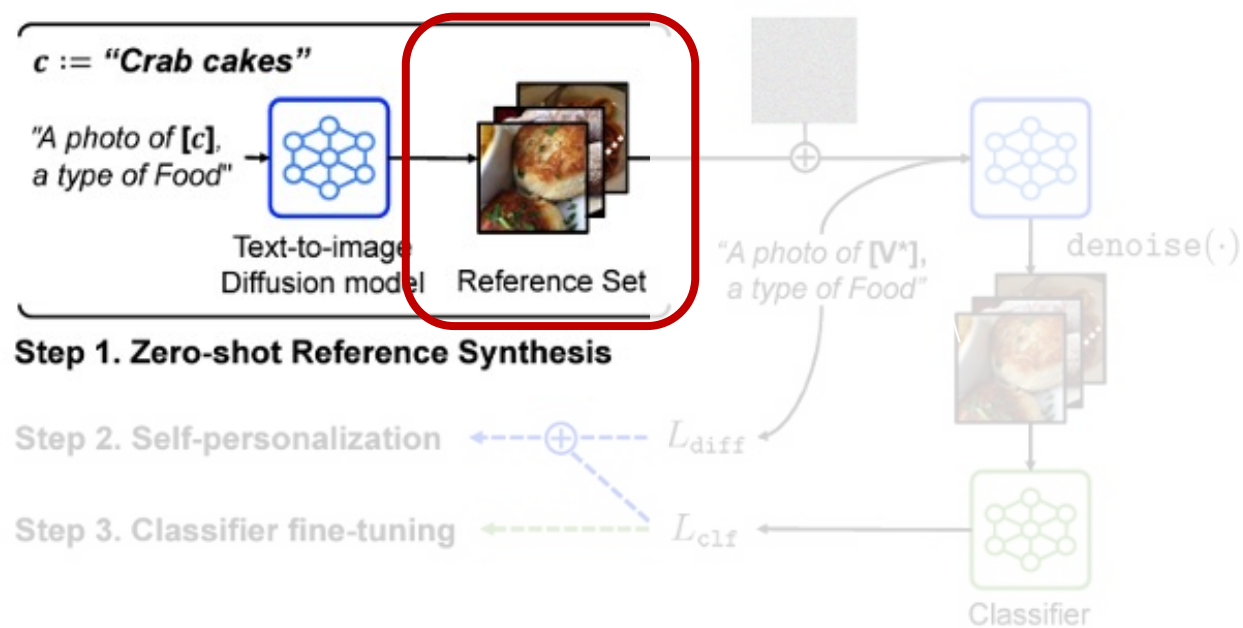 c := “Crab cakes”
"A photo of [c],
a type of Food"
Text-to-image
Diffusion model
Reference Set
Step 1. Zero-shot Reference Synthesis
“A photo of [V*],
a type of Food”
denoise(·)
Step 2. Self-personalization
L_diff
Step 3. Classifier fine-tuning
L_clf
Classifier